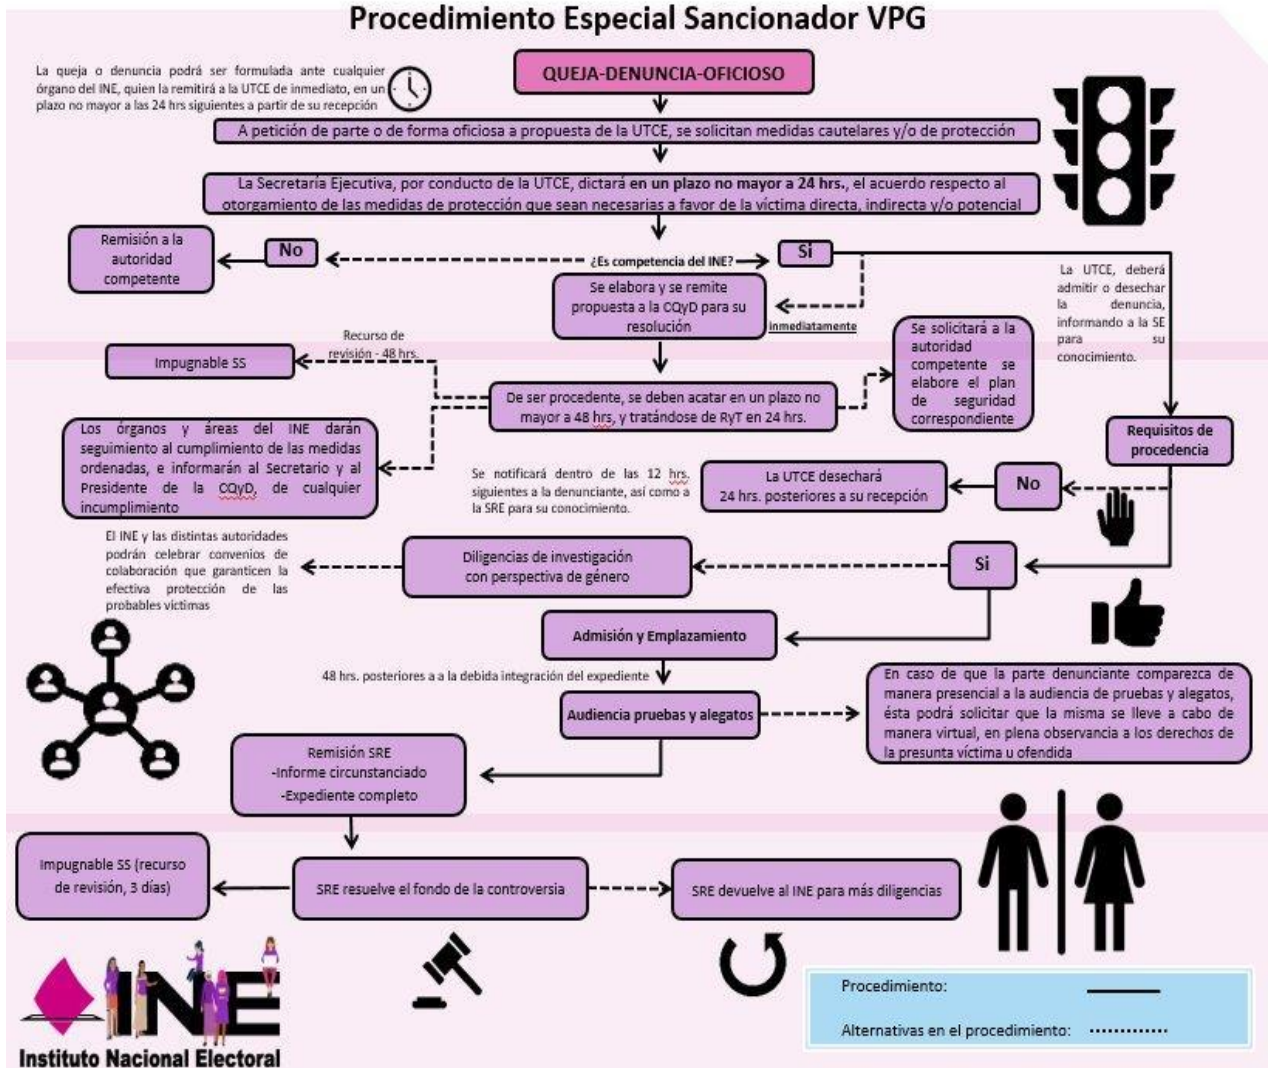 Procedimiento Especial Sancionador VPG
La queja o denuncia podrá ser formulada ante cualquier
órgano del INE, quien la remitirá a la UTCE de inmediato, en un
plazo no mayor a las 24 hrs siguientes a partir de su recepción
QUEJA-DENUNCIA-OFICIOSO
A petición de parte o de forma oficiosa a propuesta de la UTCE, se solicitan medidas cautelares y/o de protección
La Secretaría Ejecutiva, por conducto de la UTCE, dictará en un plazo no mayor a 24 hrs., el acuerdo respecto al
otorgamiento de las medidas de protección que sean necesarias a favor de la víctima directa, indirecta y/o potencial
Remisión a la
autoridad
competente
No
¿Es competencia del INE?
Si
Se elabora y se remite
propuesta a la CQyD para su
resolución
inmediatamente
La UTCE, deberá
admitir o desechar
la denuncia,
informando a la SE
para su
conocimiento.
Recurso de
revisión - 48 hrs.
Impugnable SS
De ser procedente, se deben acatar en un plazo no
mayor a 48 hrs, y tratándose de RyT en 24 hrs.
Se solicitará a la
autoridad
competente se
elabore el plan
de seguridad
correspondiente
Los órganos y áreas del INE darán
seguimiento al cumplimiento de las medidas
ordenadas, e informarán al Secretario y al
Presidente de la CQyD, de cualquier
incumplimiento
Requisitos de
procedencia
Se notificará dentro de las 12 hrs.
siguientes a la denunciante, así como a
la SRE para su conocimiento.
La UTCE desechará
24 hrs. posteriores a su recepción
No
El INE y las distintas autoridades
podrán celebrar convenios de
colaboración que garanticen la
efectiva protección de las
probables víctimas
Diligencias de investigación
con perspectiva de género
Si
Admisión y Emplazamiento
48 hrs. posteriores a a la debida integración del expediente
Audiencia pruebas y alegatos
En caso de que la parte denunciante comparezca de
manera presencial a la audiencia de pruebas y alegatos,
ésta podrá solicitar que la misma se lleve a cabo de
manera virtual, en plena observancia a los derechos de
la presunta víctima u ofendida
Remisión SRE
-Informe circunstanciado
-Expediente completo
Impugnable SS (recurso
de revisión, 3 días)
SRE resuelve el fondo de la controversia
SRE devuelve al INE para más diligencias
INE
Instituto Nacional Electoral
Procedimiento:
Alternativas en el procedimiento: